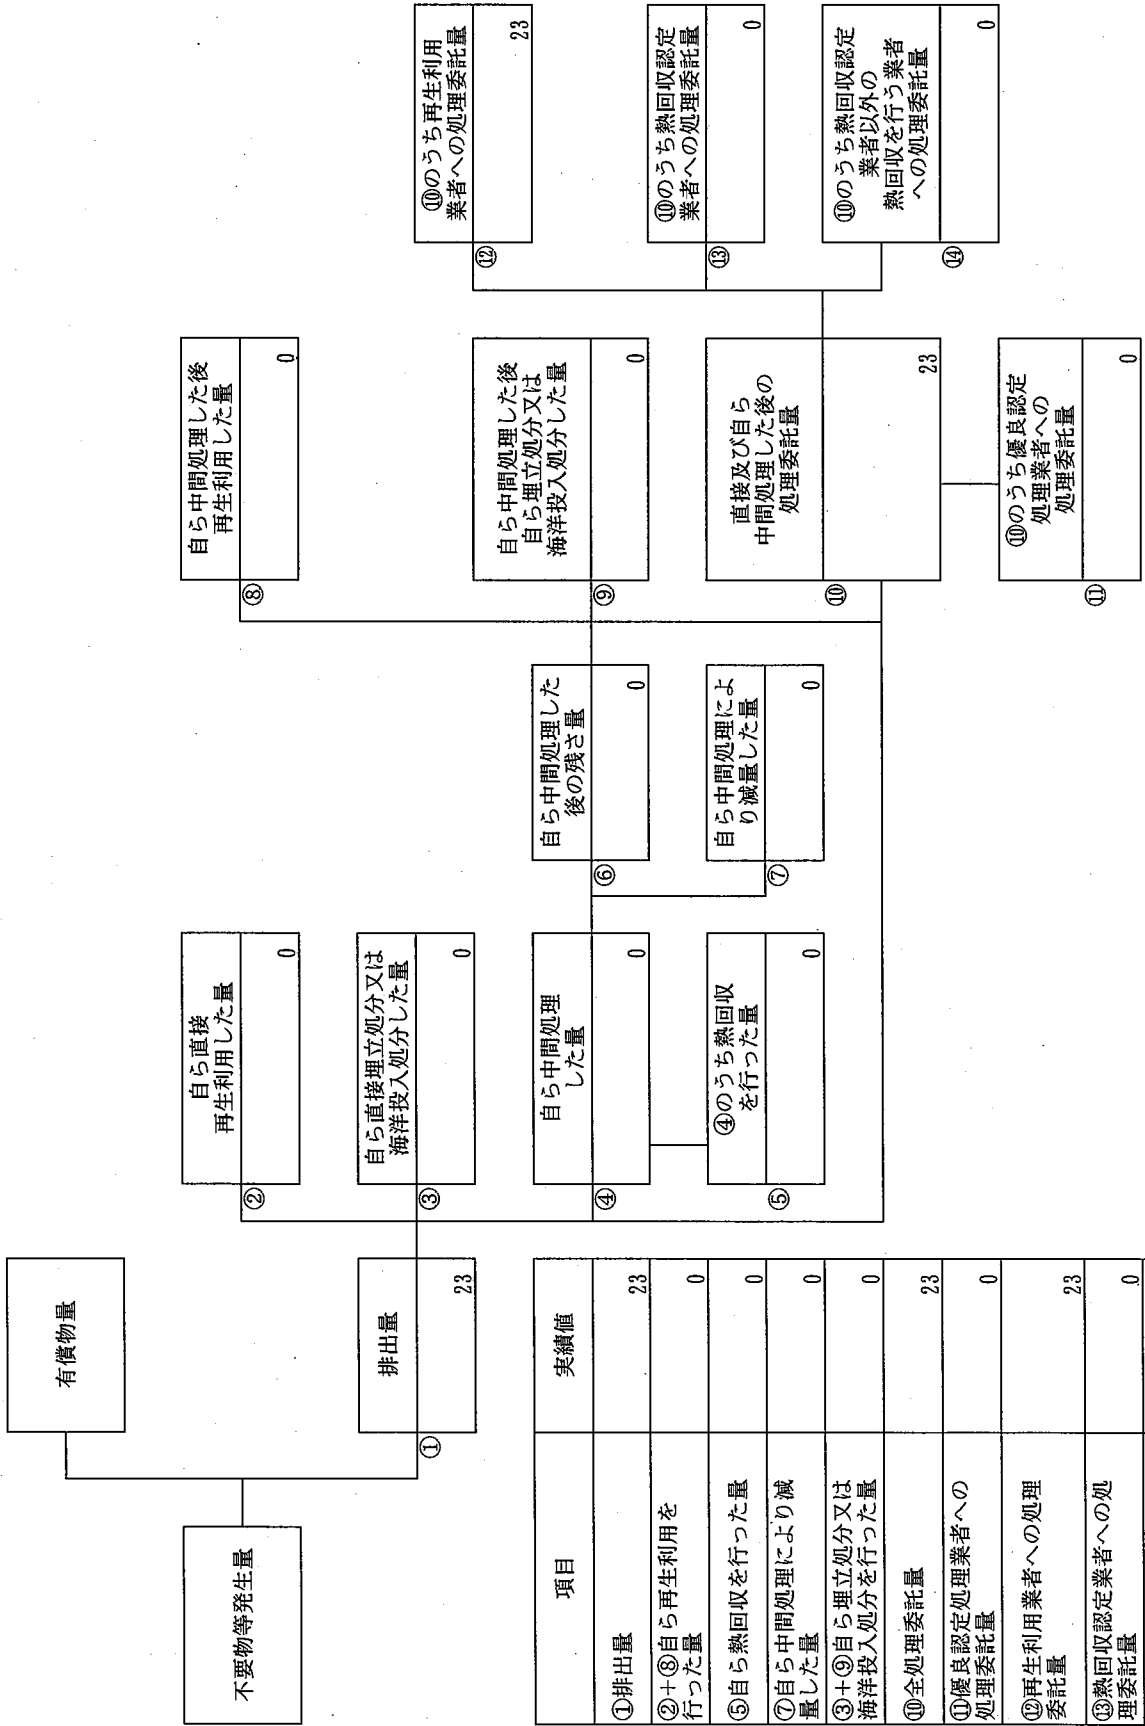 不要物等発生量
有償物量
①
排出量
23
②
自ら直接
再生利用した量
0
③
自ら直接埋立処分又は
海洋投入処分した量
0
④
自ら中間処理
した量
0
⑤
④のうち熱回収
を行った量
0
⑥
自ら中間処理した
後の残さ量
0
⑦
自ら中間処理によ
り減量した量
0
⑧
自ら中間処理した後
再生利用した量
0
⑨
自ら中間処理した後
自ら埋立処分又は
海洋投入処分した量
0
⑩
直接及び自ら
中間処理した後の
処理委託量
23
⑪
⑩のうち優良認定
処理業者への
処理委託量
0
⑫
⑩のうち再生利用
業者への処理委託量
23
⑬
⑩のうち熱回収認定
業者への処理委託量
0
⑭
⑩のうち熱回収認定
業者以外の
熱回収を行う業者
への処理委託量
0
項目 実績値
①排出量 23
②+⑧自ら再生利用を
行った量 0
⑤自ら熱回収を行った量 0
⑦自ら中間処理により減
量した量 0
③+⑨自ら埋立処分又は
海洋投入処分を行った量 0
⑩全処理委託量 23
⑪優良認定処理業者への
処理委託量 0
⑫再生利用業者への処理
委託量 23
⑬熱回収認定業者への処
理委託量 0